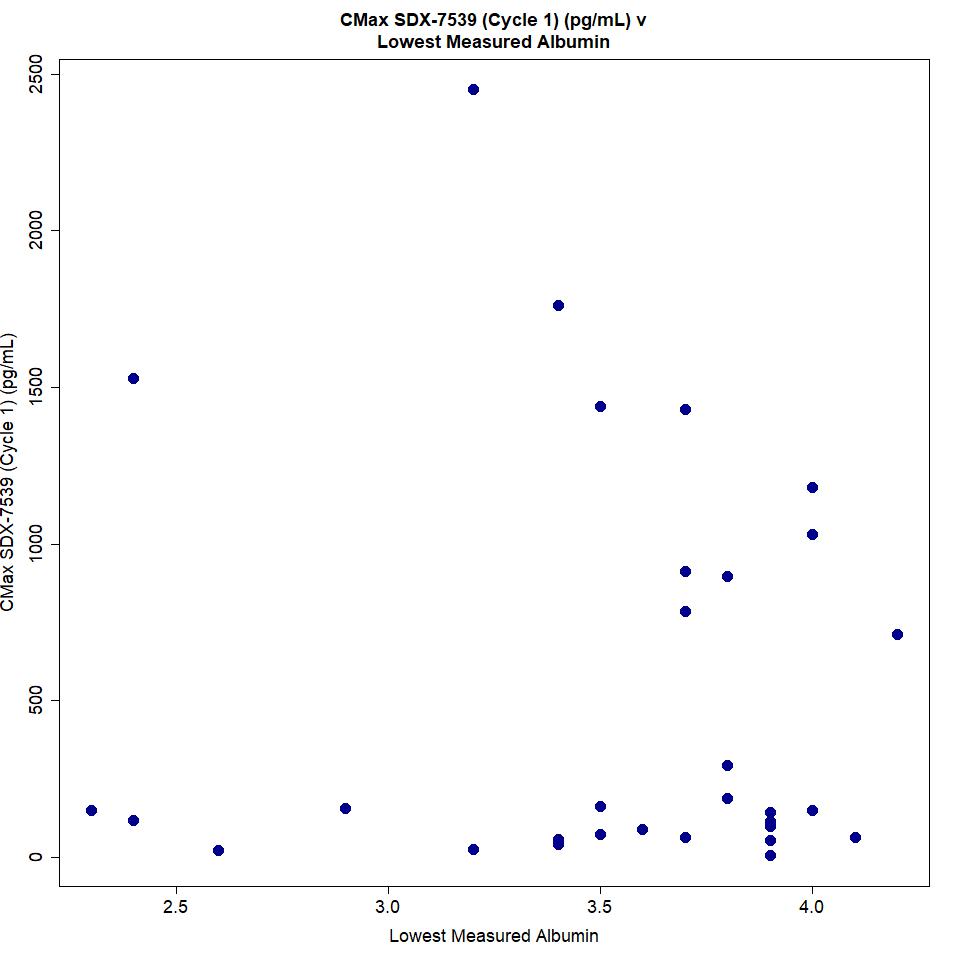 CMax SDX-7539 (Cycle 1) (pg/mL) v
Lowest Measured Albumin
2500
2000
1500
1000
500
0
CMax SDX-7539 (Cycle 1) (pg/mL)
2.5
3.0
3.5
4.0
Lowest Measured Albumin